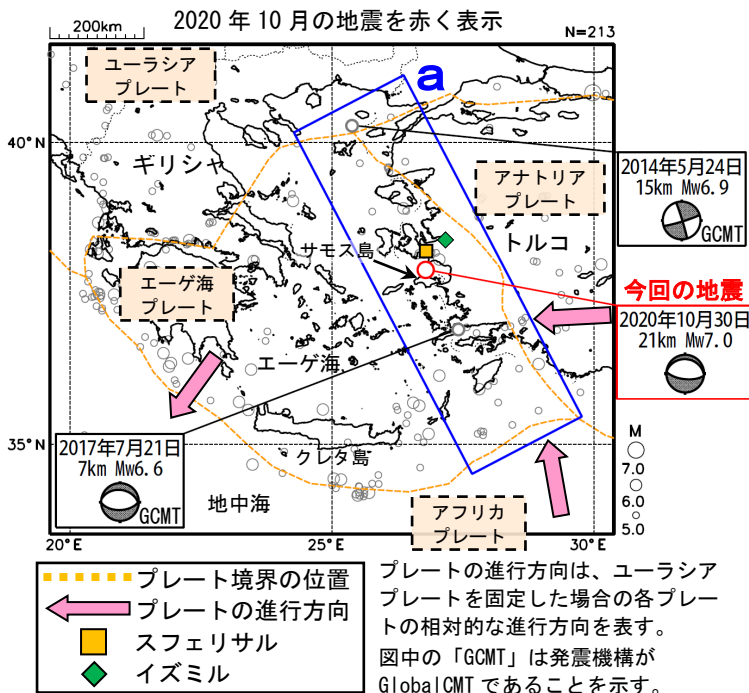 2020 年 10 月の地震を赤く表示
200km
N=213
ユーラシア
プレート
a
40°N
ギリシャ
2014年5月24日
15km Mw6.9
GCMT
アナトリア
プレート
トルコ
サモス島
エーゲ海
プレート
今回の地震
2020年10月30日
21km Mw7.0
エーゲ海
35°N
2017年7月21日
7km Mw6.6
GCMT
クレタ島
M
7.0
6.0
5.0
地中海
アフリカ
プレート
20°E
25°E
30°E
プレート境界の位置
プレートの進行方向
スフェリサル
イズミル
プレートの進行方向は、ユーラシア
プレートを固定した場合の各プレー
トの相対的な進行方向を表す。
図中の「GCMT」は発震機構が
GlobalCMT であることを示す。